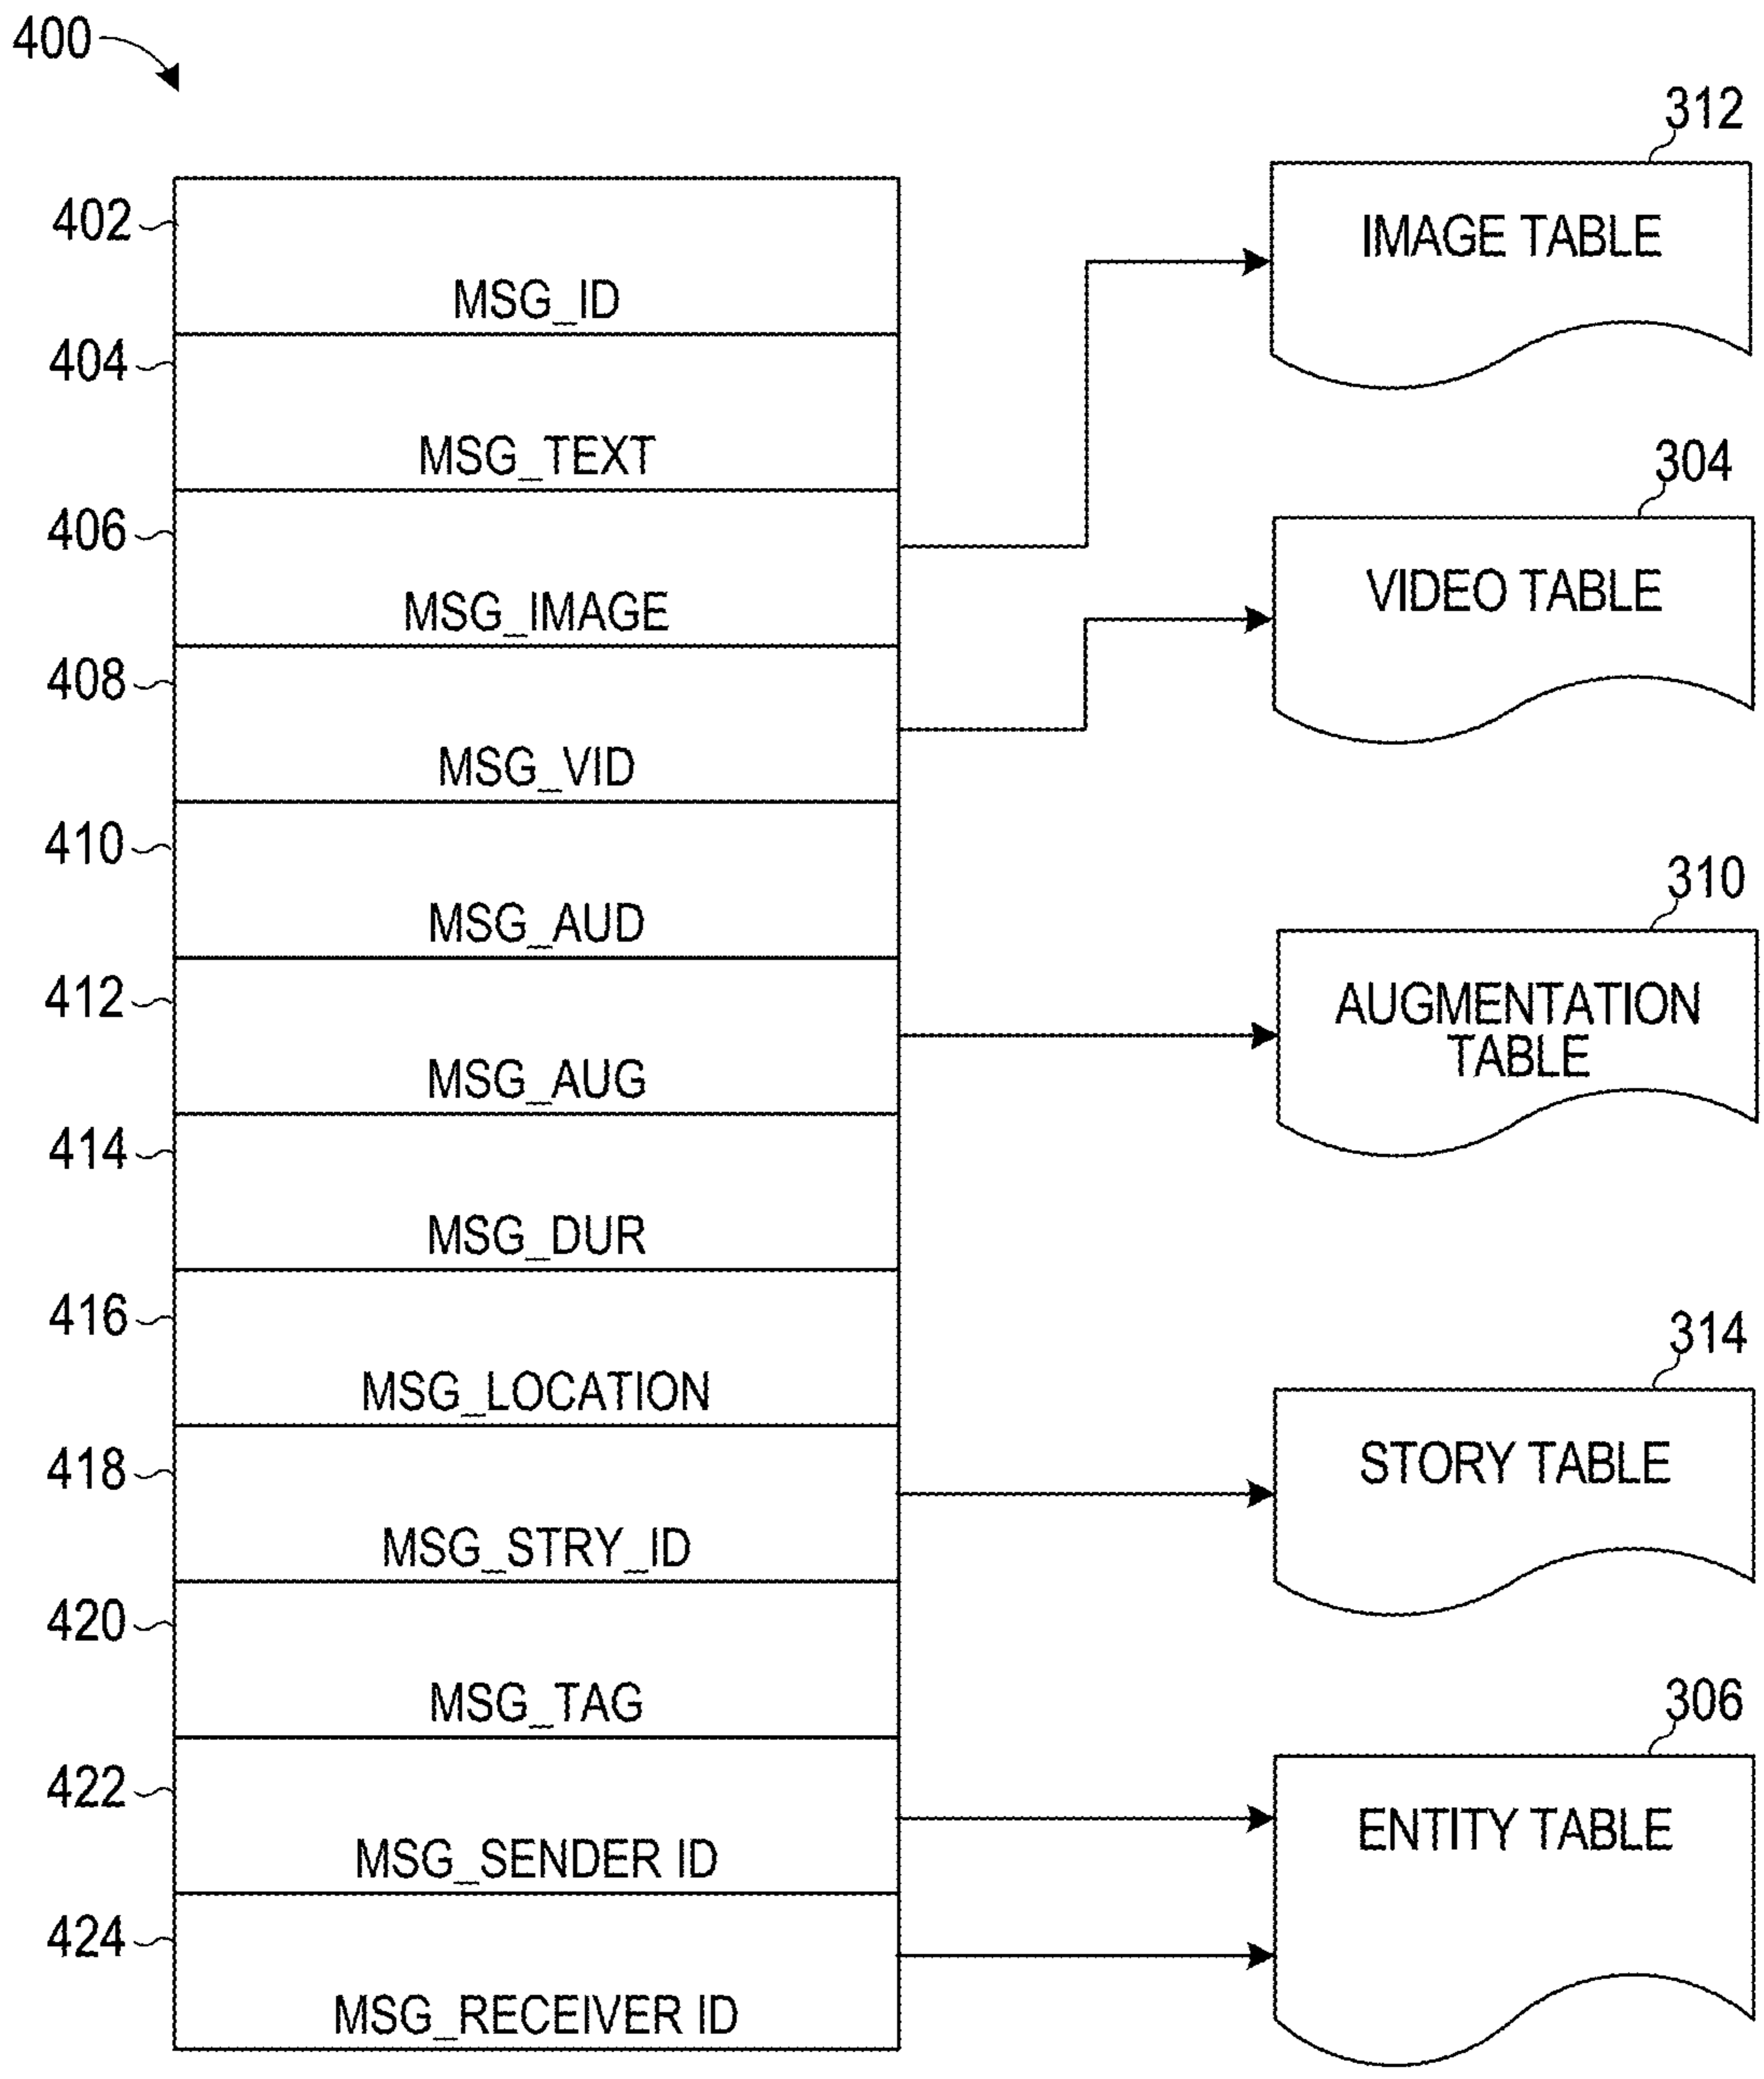 400
312
402
IMAGE TABLE
MSG_ID
404
MSG_TEXT
304
406
VIDEO TABLE
MSG_IMAGE
408
MSG_VID
410
310
MSG_AUD
412
AUGMENTATION
TABLE
MSG_AUG
414
MSG_DUR
416
314
MSG_LOCATION
418
STORY TABLE
MSG_STRY_ID
420
306
MSG_TAG
422
ENTITY TABLE
MSG_SENDER ID
424
MSG_RECEIVER ID